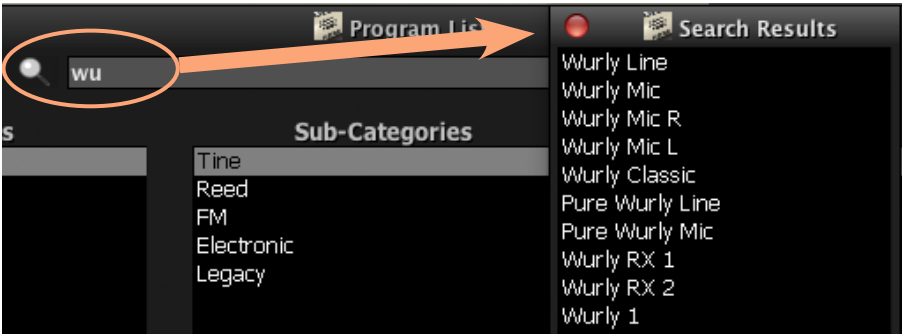 Program Lis
wu
s
Sub-Categories
Tine
Reed
FM
Electronic
Legacy
Search Results
Wurly Line
Wurly Mic
Wurly Mic R
Wurly Mic L
Wurly Classic
Pure Wurly Line
Pure Wurly Mic
Wurly RX 1
Wurly RX 2
Wurly 1